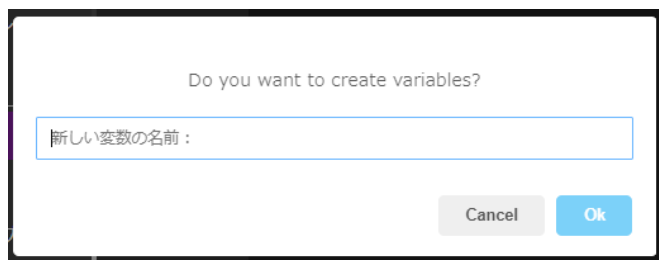 Do you want to create variables?
新しい変数の名前：
Cancel
Ok